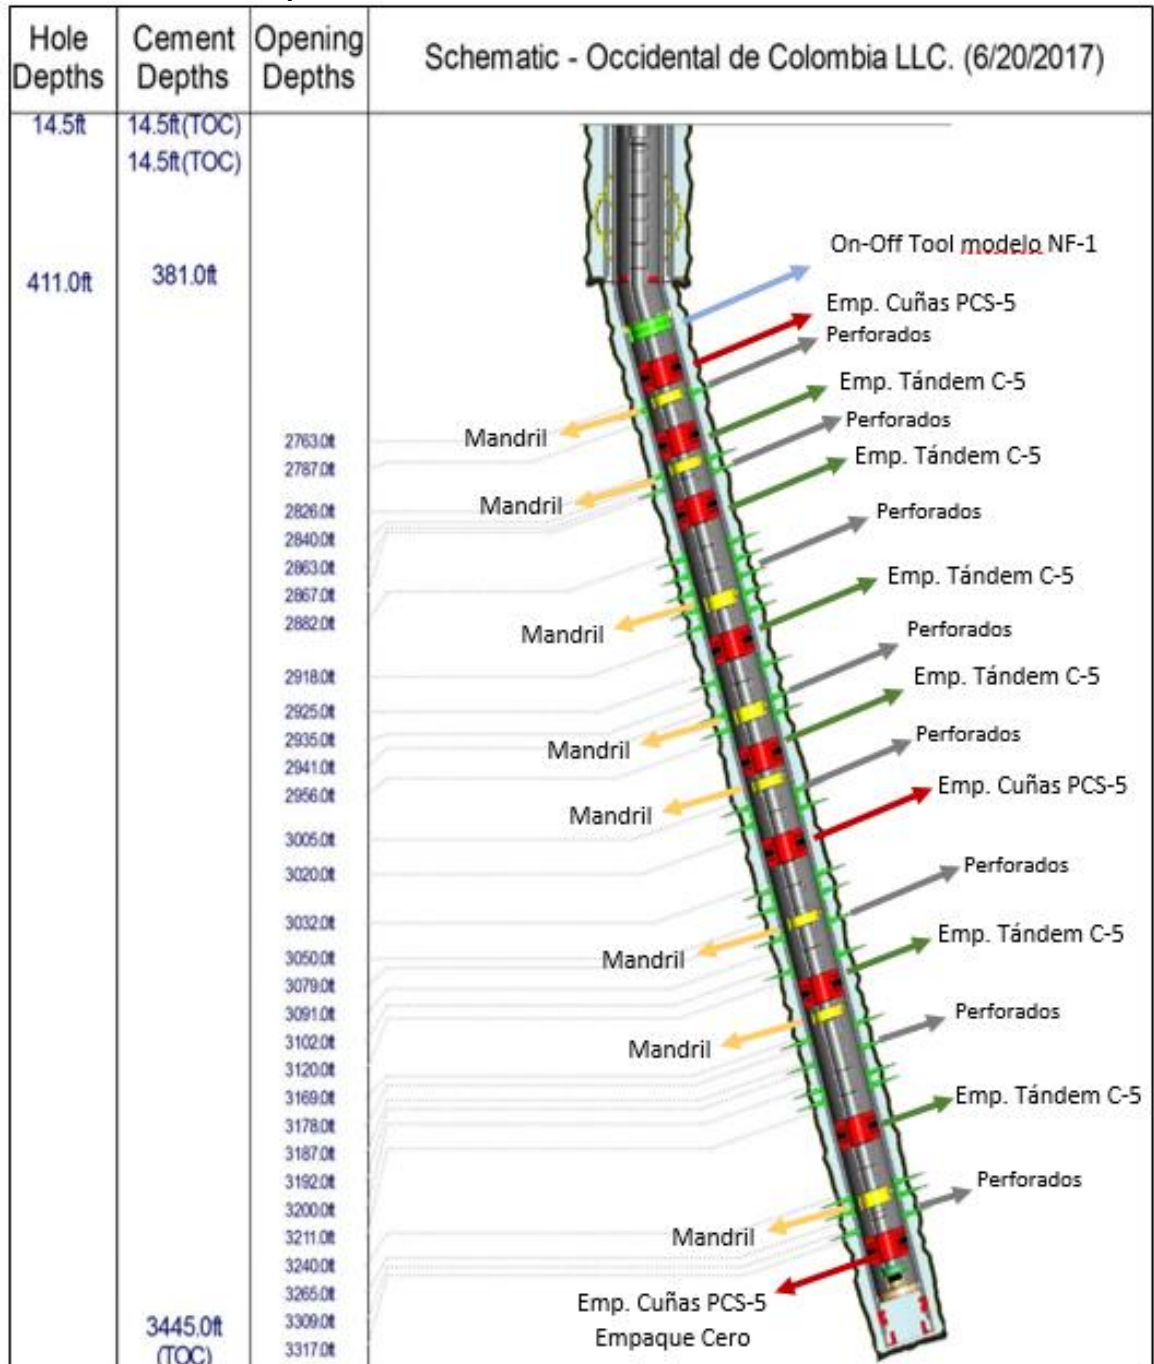 Hole Depths
Cement Depths
Opening Depths
Schematic - Occidental de Colombia LLC. (6/20/2017)
14.5ft
14.5ft(TOC)
14.5ft(TOC)
On-Off Tool modelo NF-1
411.0ft
381.0ft
Emp. Cuñas PCS-5
Perforados
Emp. Tándem C-5
Perforados
Mandril
2763.0ft
Emp. Tándem C-5
2787.0ft
Mandril
2826.0ft
Perforados
2840.0ft
2863.0ft
Emp. Tándem C-5
2867.0ft
2882.0ft
Mandril
Perforados
2918.0ft
Emp. Tándem C-5
2925.0ft
2935.0ft
Perforados
Mandril
2941.0ft
2956.0ft
Emp. Cuñas PCS-5
Mandril
3005.0ft
3020.0ft
Perforados
3032.0ft
Emp. Tándem C-5
3050.0ft
Mandril
3079.0ft
3091.0ft
Perforados
3102.0ft
Mandril
3120.0ft
3169.0ft
Emp. Tándem C-5
3178.0ft
3187.0ft
3192.0ft
Perforados
3200.0ft
3211.0ft
Mandril
3240.0ft
3265.0ft
Emp. Cuñas PCS-5
3309.0ft
3445.0ft
(TOC)
Empaque Cero
3317.0ft